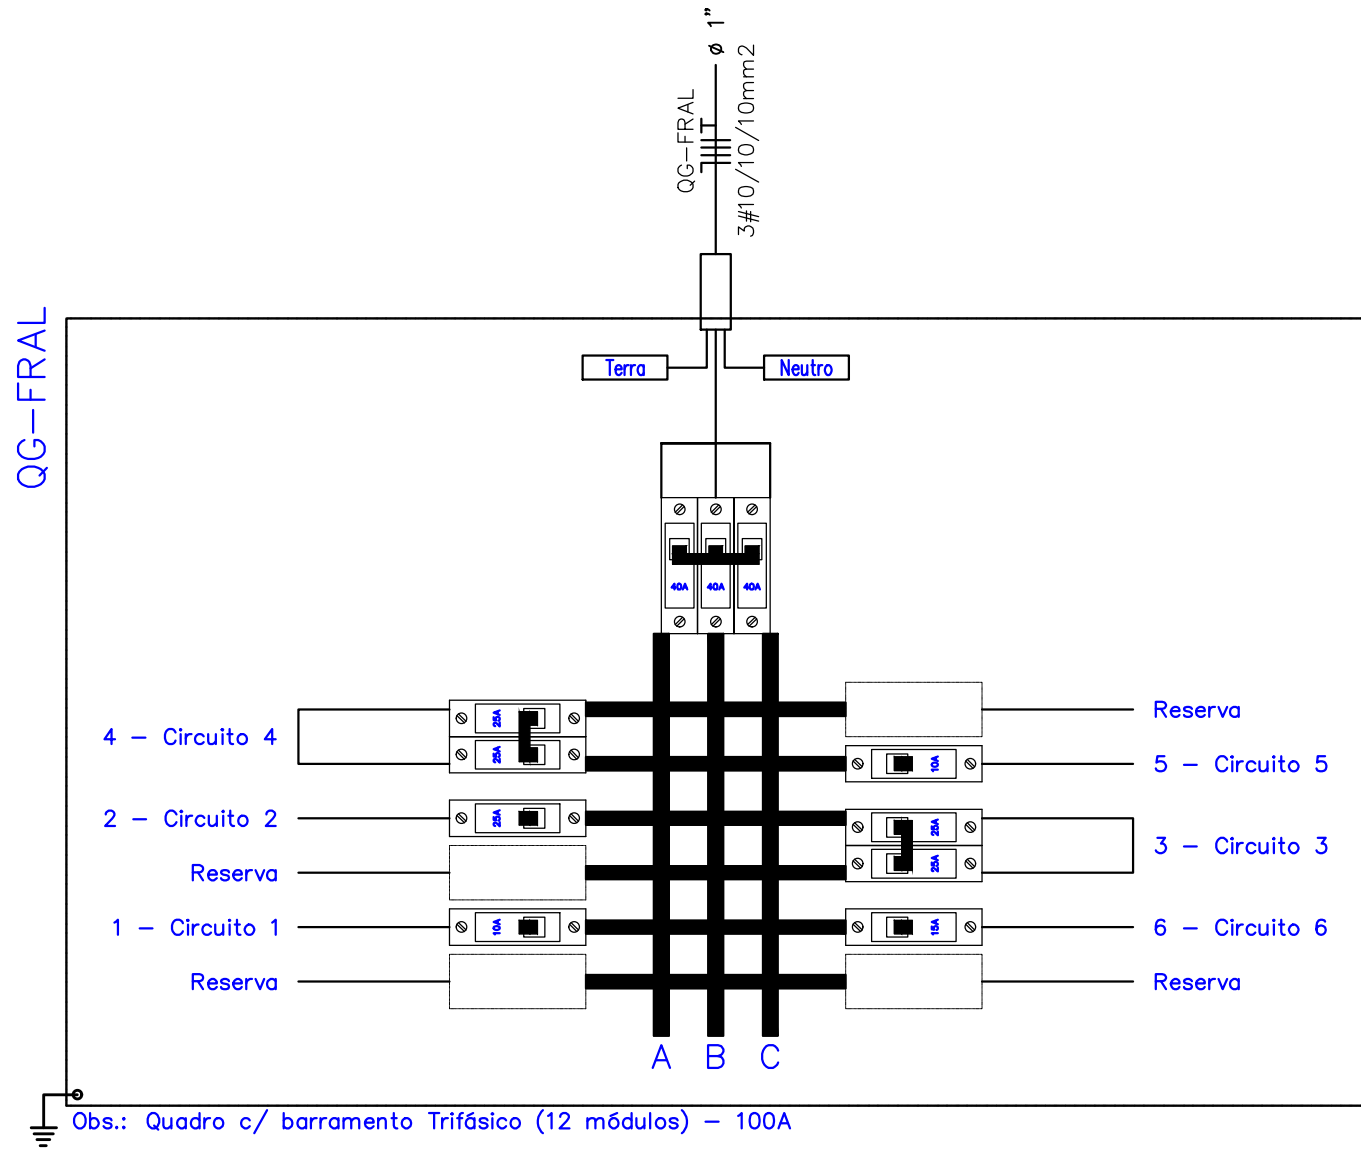 ø 1"
QG-FRAL
3#10/10/10mm2
QG-FRAL
Terra
Neutro
40A
40A
40A
4 - Circuito 4
25A
25A
Reserva
5 - Circuito 5
10A
2 - Circuito 2
25A
3 - Circuito 3
25A
25A
Reserva
1 - Circuito 1
10A
6 - Circuito 6
15A
Reserva
Reserva
A
B
C
Obs.: Quadro c/ barramento Trifásico (12 módulos) - 100A